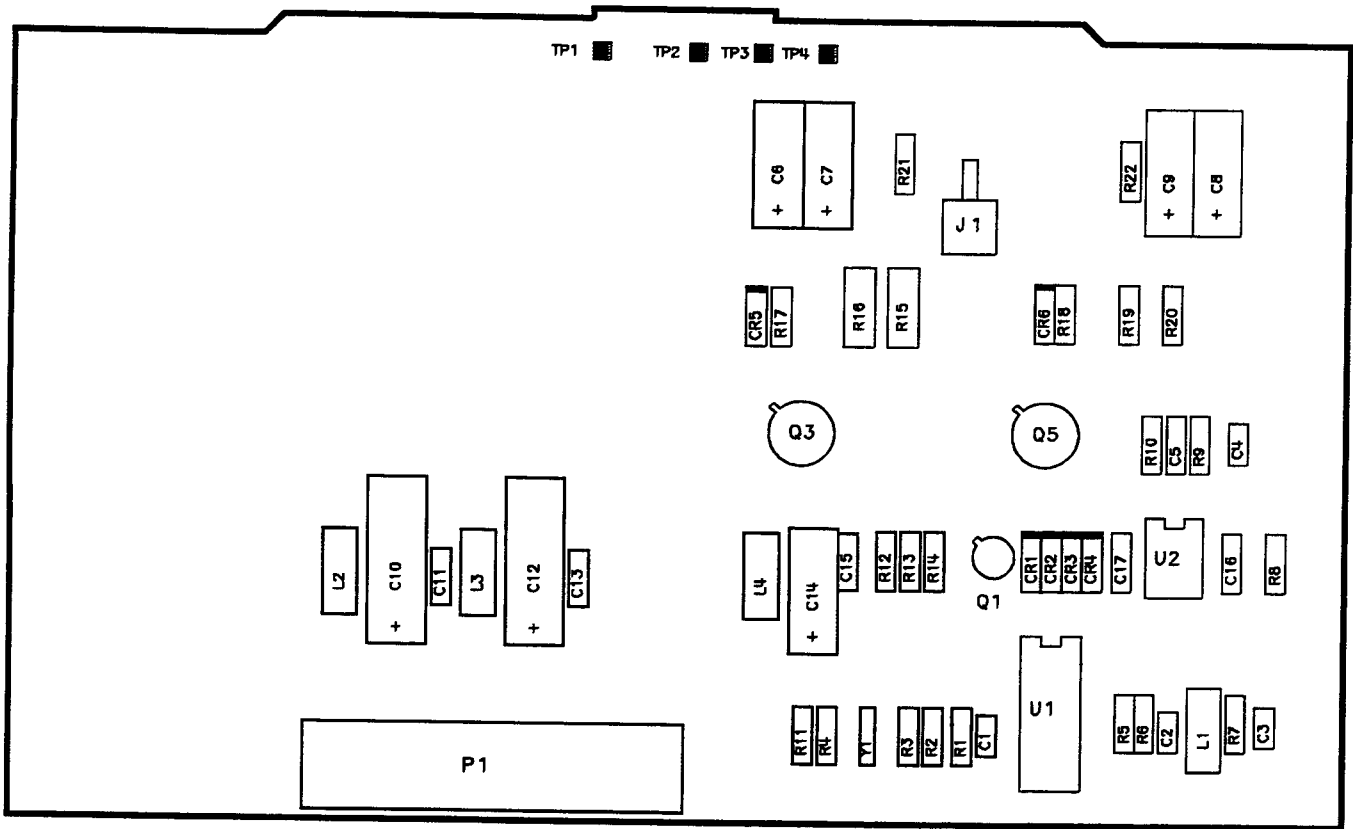 TP1 TP2 TP3 TP4
C6 C7 R21 J1 R22 C9 C8
+ + + +
CR5 R17 R16 R15 CR6 R18 R19 R20
Q3 Q5 R10 C5 R9 C4
L2 C10 C11 L3 C12 C13 L4 C14 C15 R12 R13 R14 Q1 CR1 CR2 CR3 CR4 C17 U2 C16 R8
+ + +
P1 R11 R4 Y1 R3 R2 R1 C1 U1 R5 R6 C2 L1 R7 C3